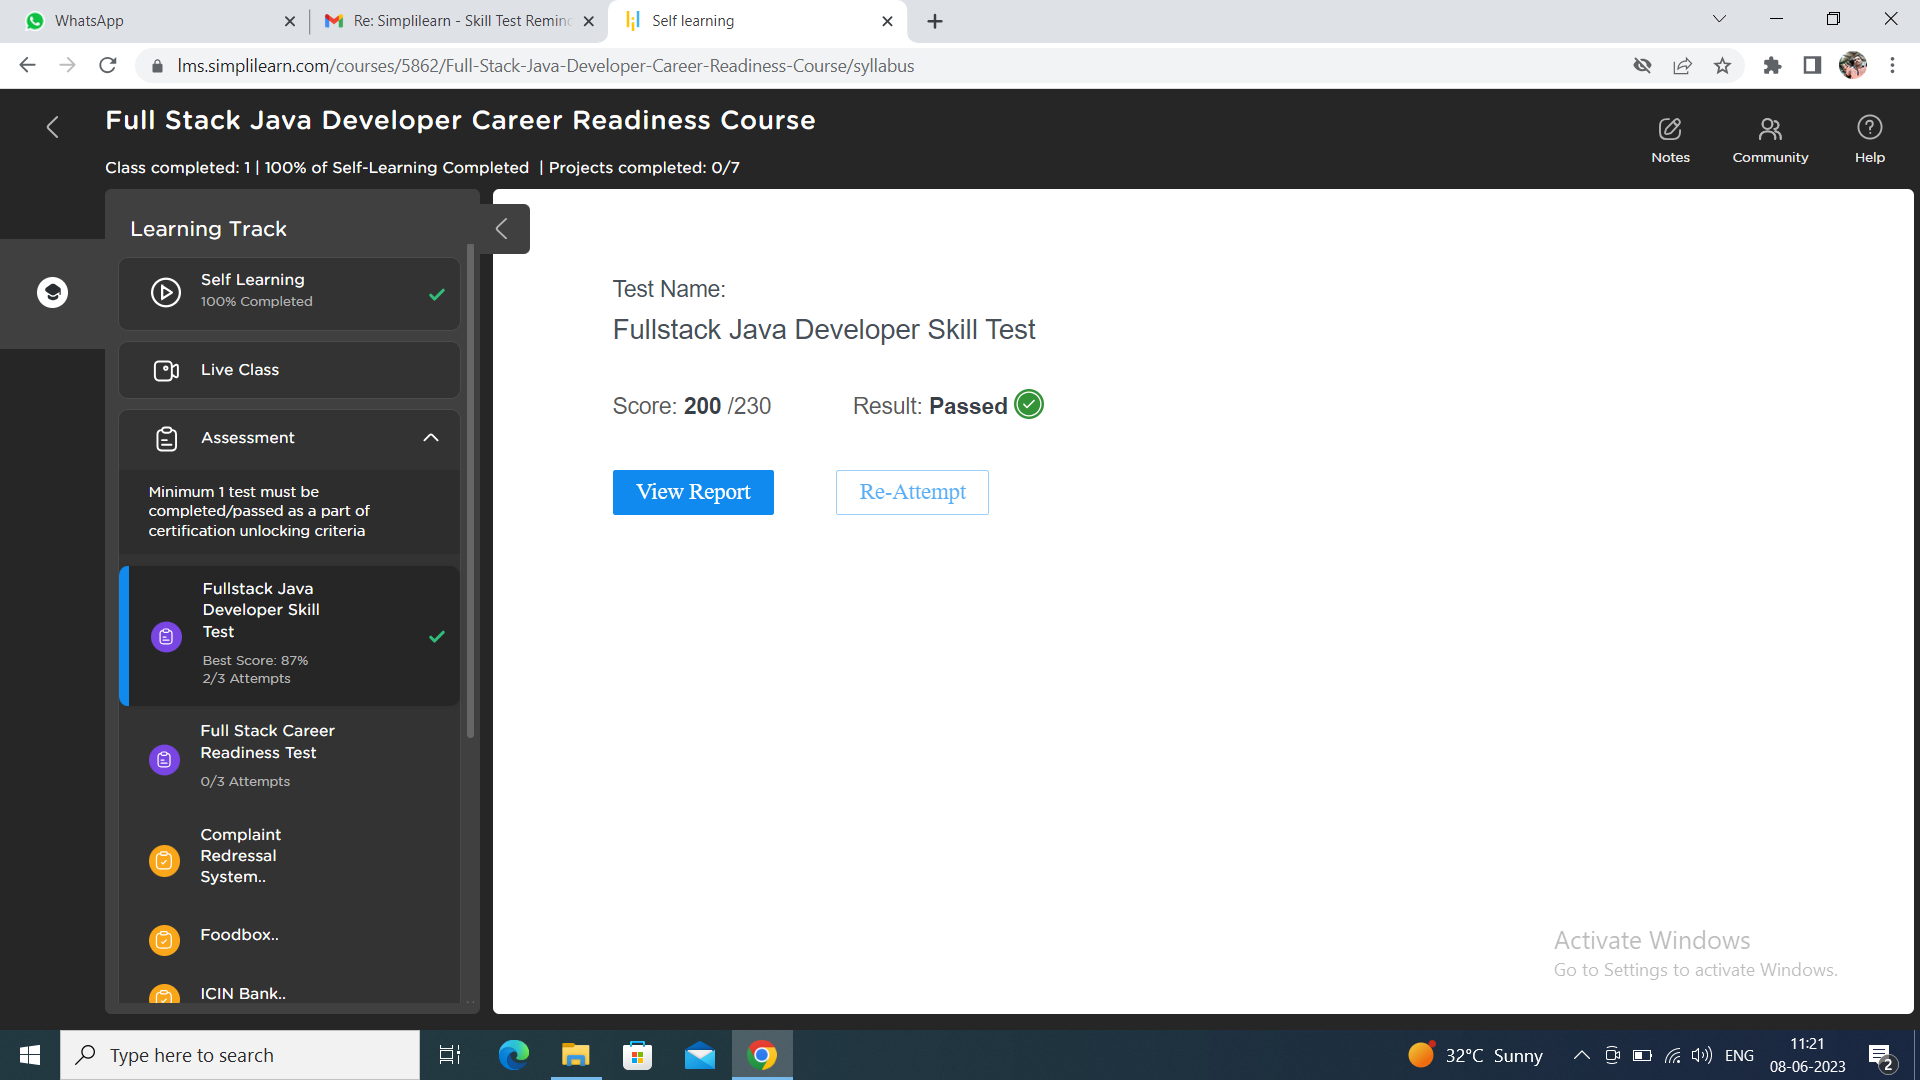 WhatsApp
Re: Simplilearn - Skill Test Remin
Self learning
lms.simplilearn.com/courses/5862/Full-Stack-Java-Developer-Career-Readiness-Course/syllabus
Full Stack Java Developer Career Readiness Course
Class completed: 1 | 100% of Self-Learning Completed | Projects completed: 0/7
Notes
Community
Help
Learning Track
Self Learning
100% Completed
Live Class
Assessment
Minimum 1 test must be
completed/passed as a part of
certification unlocking criteria
Fullstack Java
Developer Skill
Test
Best Score: 87%
2/3 Attempts
Full Stack Career
Readiness Test
0/3 Attempts
Complaint
Redressal
System..
Foodbox..
ICIN Bank..
Test Name:
Fullstack Java Developer Skill Test
Score: 200 /230
Result: Passed
View Report
Re-Attempt
Activate Windows
Go to Settings to activate Windows.
Type here to search
32°C Sunny
ENG
11:21
08-06-2023
2